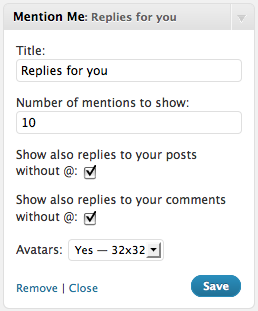 Mention Me: Replies for you
Title:
Replies for you
Number of mentions to show:
10
Show also replies to your posts
without @:
Show also replies to your comments
without @:
Avatars: Yes — 32x32
Remove | Close Save